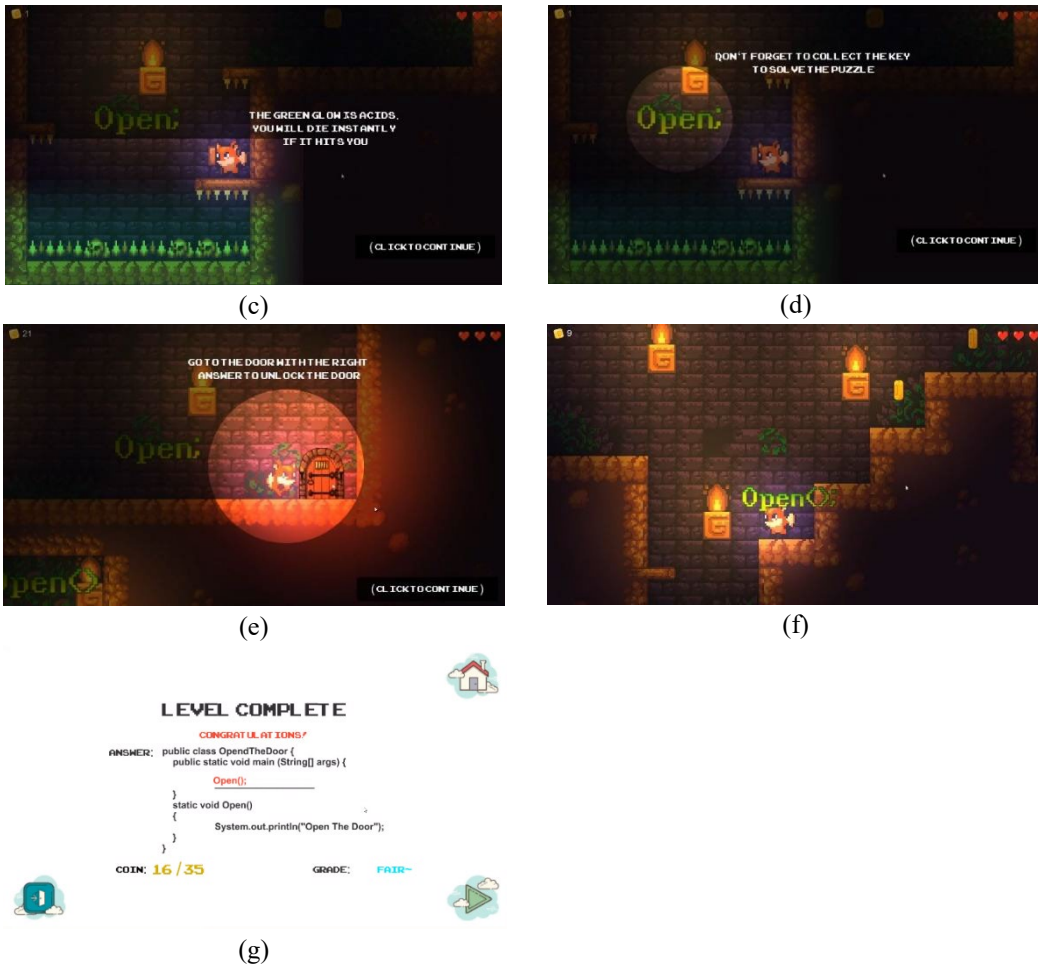 1
Open;
THE GREEN GLOW IS ACIDS,
YOU WILL DIE INSTANTLY
IF IT HITS YOU
(CLICK TO CONTINUE)
(c)
1
DON'T FORGET TO COLLECT THE KEY
TO SOLVE THE PUZZLE
Open;
(CLICK TO CONTINUE)
(d)
21
GO TO THE DOOR WITH THE RIGHT
ANSWER TO UNLOCK THE DOOR
Open;
pen()
(CLICK TO CONTINUE)
(e)
9
Open();
(f)
LEVEL COMPLETE
CONGRATULATIONS!
ANSWER: public class OpendTheDoor {
public static void main (String[] args) {
Open();
}
static void Open()
{
System.out.println("Open The Door");
}
}
COIN: 16/35 GRADE: FAIR~
(g)